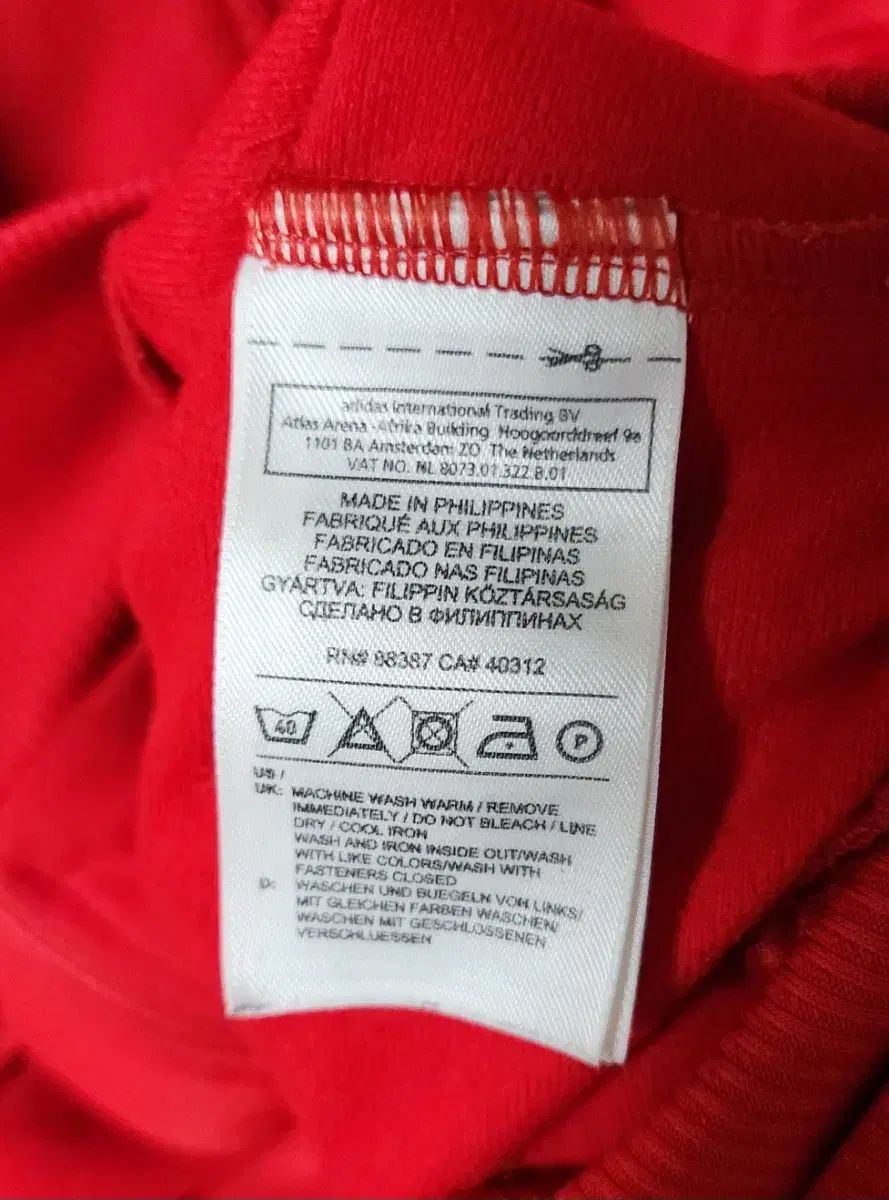 adidas International Trading BV
Atlas Arena - Afrika Building Hoogoorddreef 9a
1101 BA Amsterdam ZO The Netherlands
VAT NO. NL 8073.01.322.B.01
MADE IN PHILIPPINES
FABRIQUÉ AUX PHILIPPINES
FABRICADO EN FILIPINAS
FABRICADO NAS FILIPINAS
GYÁRTVA: FILIPPIN KÖZTÁRSASÁG
СДЕЛАНО В ФИЛИППИНАХ
RN# 88387 CA# 40312
40 P
US /
UK: MACHINE WASH WARM / REMOVE
IMMEDIATELY / DO NOT BLEACH / LINE
DRY / COOL IRON
WASH AND IRON INSIDE OUT/WASH
WITH LIKE COLORS/WASH WITH
FASTENERS CLOSED
D: WASCHEN UND BUEGELN VON LINKS/
MIT GLEICHEN FARBEN WASCHEN/
WASCHEN MIT GESCHLOSSENEN
VERSCHLUESSEN